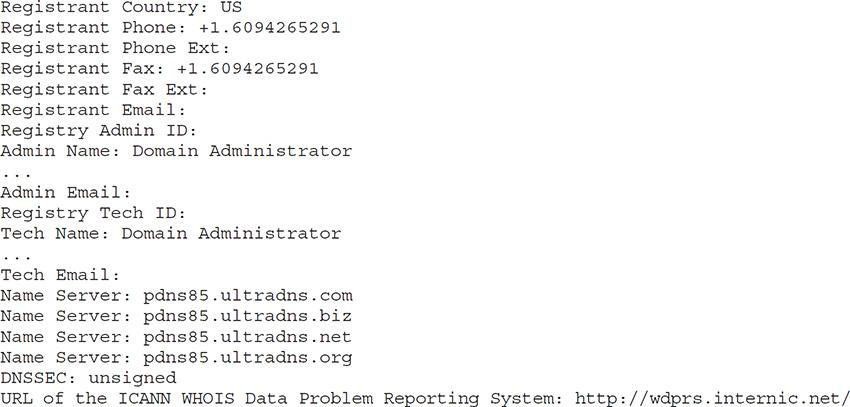 Registrant Country: US
Registrant Phone: +1.6094265291
Registrant Phone Ext:
Registrant Fax: +1.6094265291
Registrant Fax Ext:
Registrant Email:
Registry Admin ID:
Admin Name: Domain Administrator
...
Admin Email:
Registry Tech ID:
Tech Name: Domain Administrator
...
Tech Email:
Name Server: pdns85.ultradns.com
Name Server: pdns85.ultradns.biz
Name Server: pdns85.ultradns.net
Name Server: pdns85.ultradns.org
DNSSEC: unsigned
URL of the ICANN WHOIS Data Problem Reporting System: http://wdprs.internic.net/